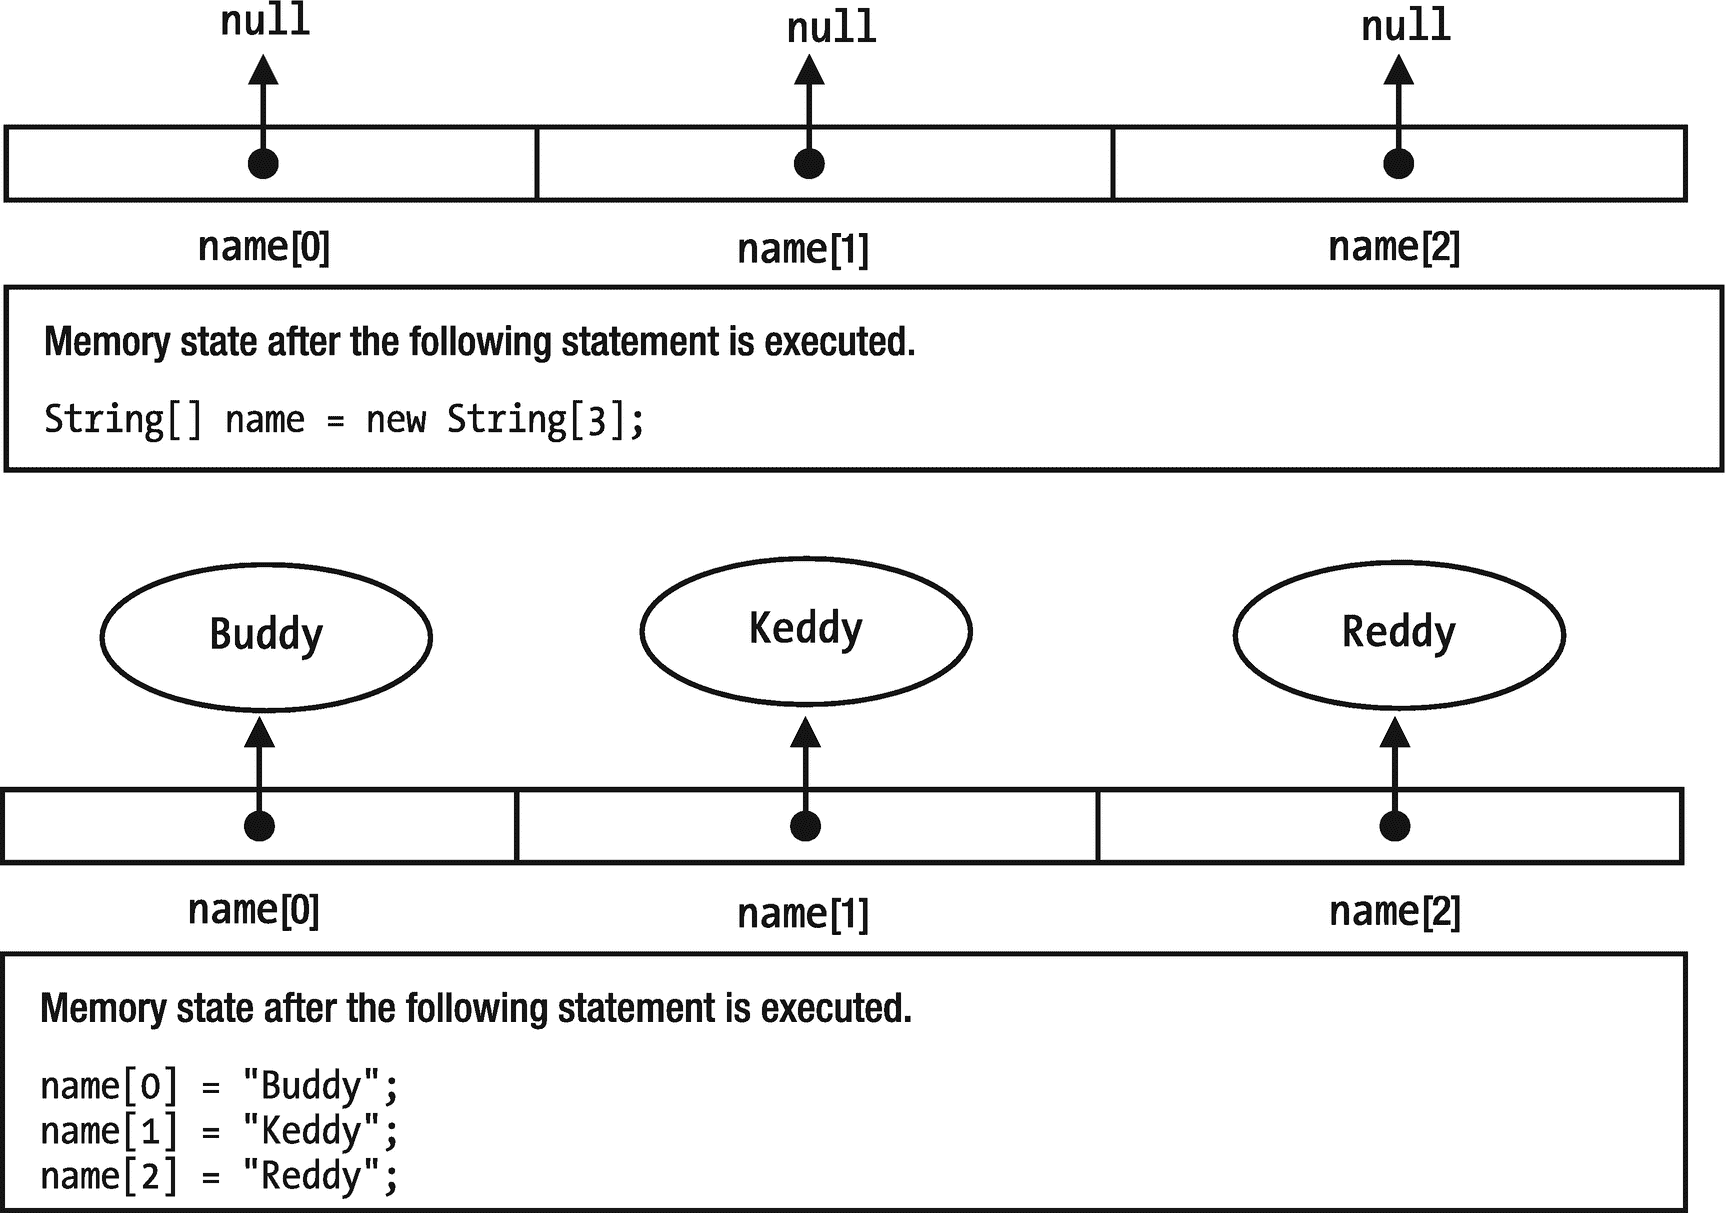 null null null
name[0] name[1] name[2]
Memory state after the following statement is executed.
String[] name = new String[3];
Buddy Keddy Reddy
name[0] name[1] name[2]
Memory state after the following statement is executed.
name[0] = "Buddy";
name[1] = "Keddy";
name[2] = "Reddy";